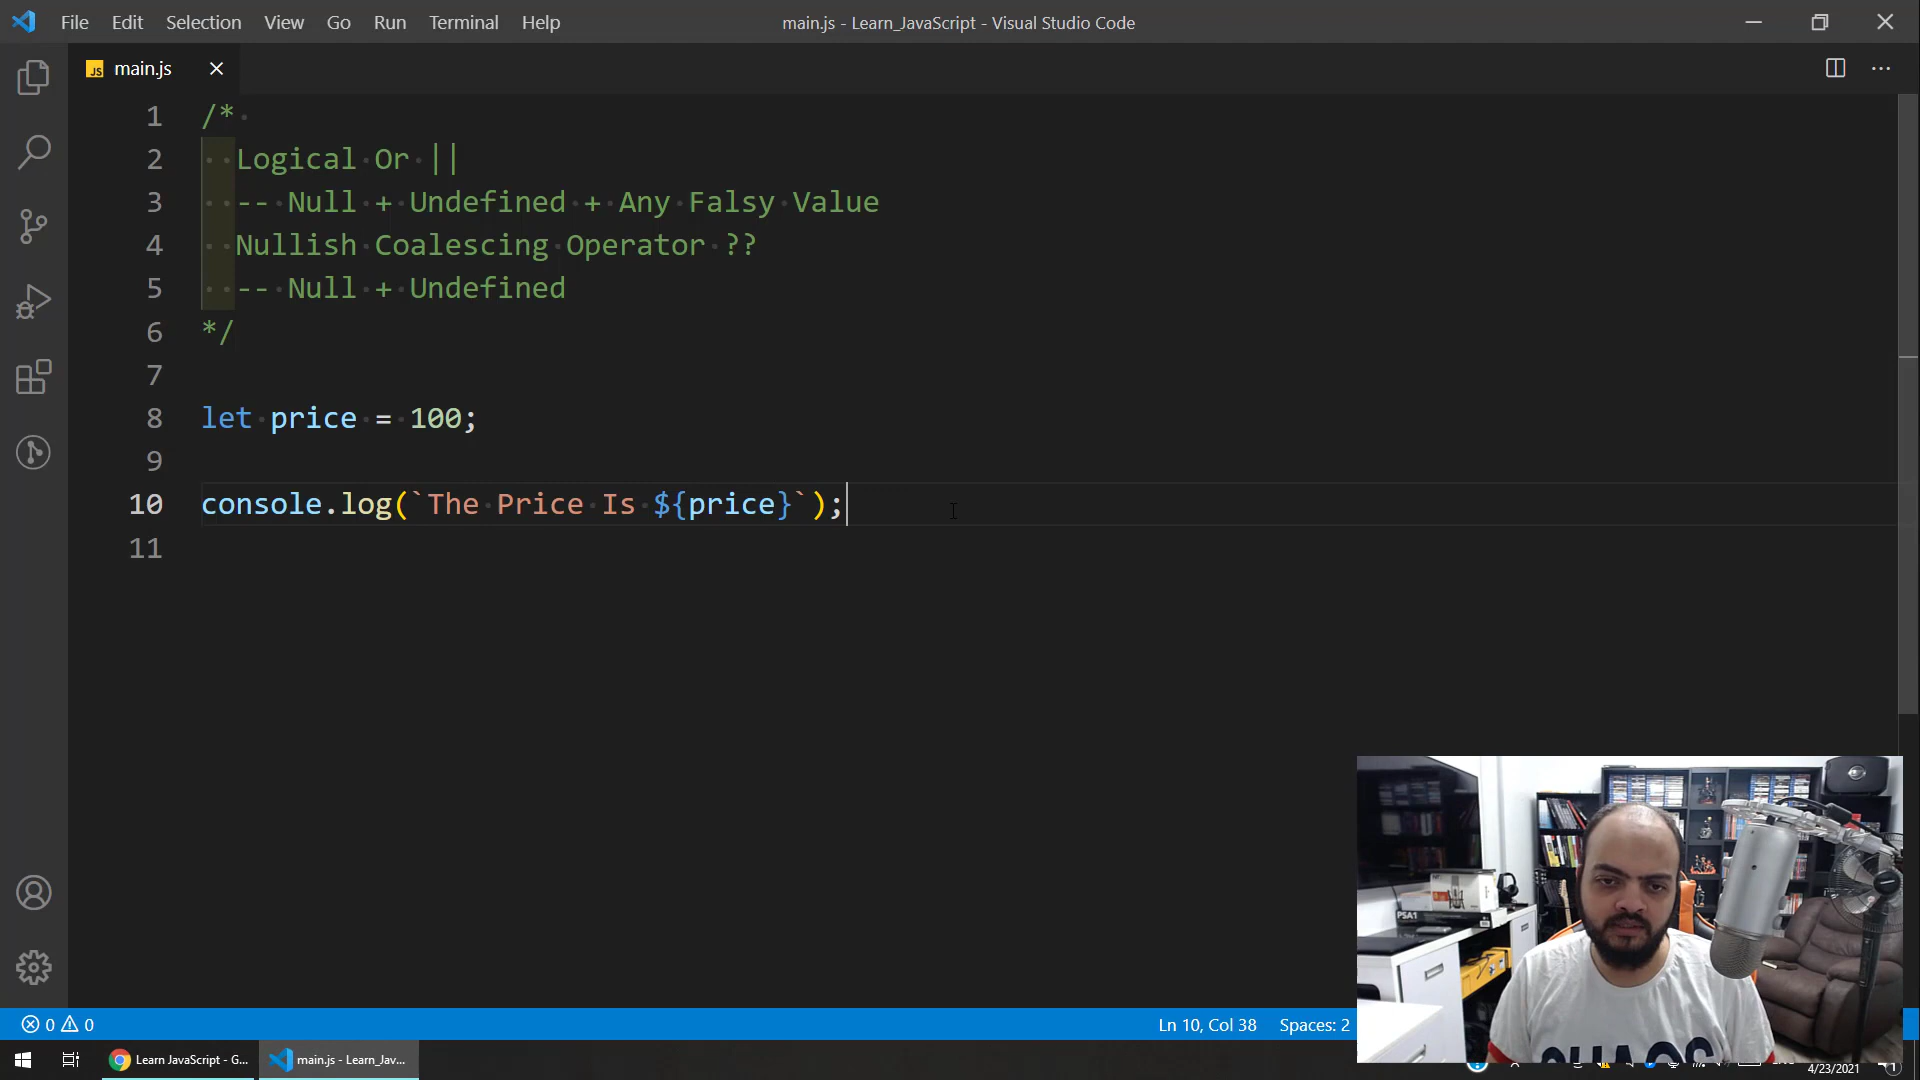 File Edit Selection View Go Run Terminal Help
main.js - Learn_JavaScript - Visual Studio Code
JS main.js
1 /*
2 Logical Or ||
3 -- Null + Undefined + Any Falsy Value
4 Nullish Coalescing Operator ??
5 -- Null + Undefined
6 */
7
8 let price = 100;
9
10 console.log(`The Price Is ${price}`);
11
PSA1
0 0
Ln 10, Col 38 Spaces: 2
Learn JavaScript - G...
main.js - Learn_Jav...
4/23/2021